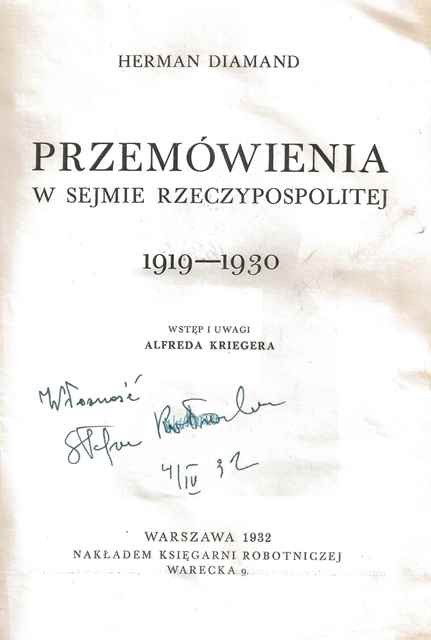 HERMAN DIAMAND
PRZEMÓWIENIA
W SEJMIE RZECZYPOSPOLITEJ
1919—1930
WSTĘP I UWAGI
ALFREDA KRIEGERA
Własność
Stefan
4/IV 32
WARSZAWA 1932
NAKŁADEM KSIĘGARNI ROBOTNICZEJ
WARECKA 9.